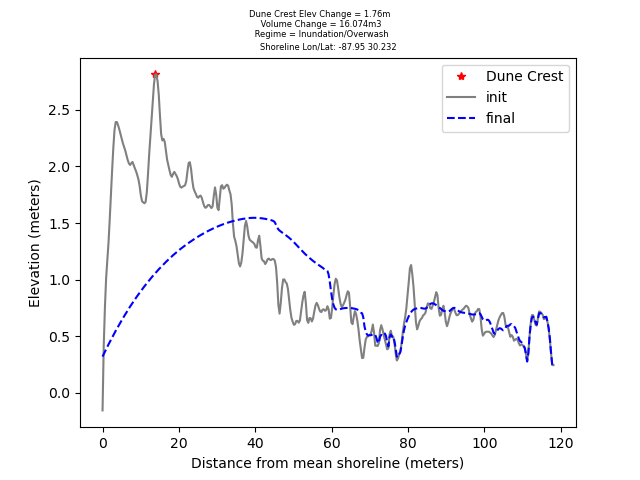 Dune Crest Elev Change = 1.76m
Volume Change = 16.074m3
Regime = Inundation/Overwash
Shoreline Lon/Lat: -87.95 30.232
Dune Crest
init
final
Elevation (meters)
2.5
2.0
1.5
1.0
0.5
0.0
0 20 40 60 80 100 120
Distance from mean shoreline (meters)